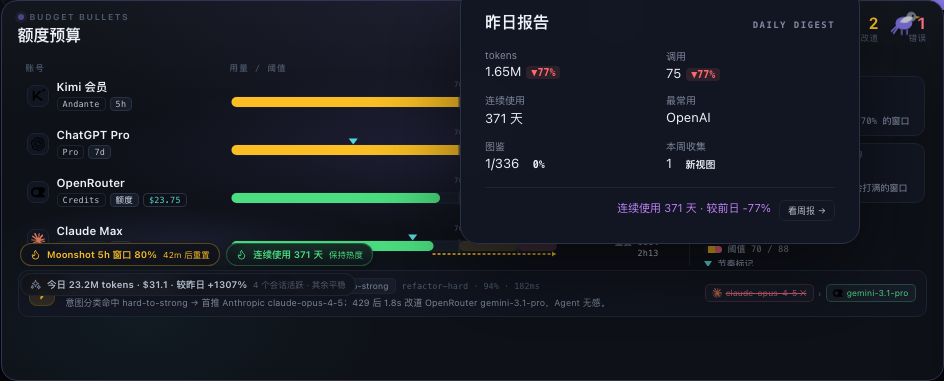 BUDGET BULLETS
额度预算
账号
用量 / 阈值
Kimi 会员
Andante
5h
ChatGPT Pro
Pro
7d
OpenRouter
Credits
额度
$23.75
Claude Max
2h13
昨日报告
DAILY DIGEST
tokens
1.65M ▼77%
调用
75 ▼77%
连续使用
371 天
最常用
OpenAI
图鉴
1/336 0%
本周收集
1 新视图
连续使用 371 天 · 较前日 -77%
看周报 →
2
改道
1
错误
70% 的窗口
打满的窗口
阈值 70 / 88
节奏标记
Moonshot 5h 窗口 80% 42m 后重置
连续使用 371 天 保持热度
今日 23.2M tokens · $31.1 · 较昨日 +1307% 4 个会话活跃 · 其余平稳
o-strong refactor-hard · 94% · 182ms
意图分类命中 hard-to-strong → 首推 Anthropic claude-opus-4-5；429 后 1.8s 改道 OpenRouter gemini-3.1-pro，Agent 无感。
claude-opus-4-5 ✕ › gemini-3.1-pro